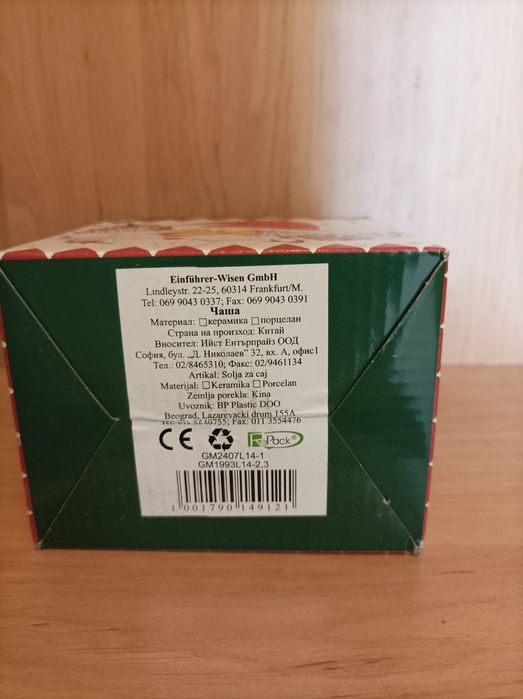 Einführer-Wisen GmbH
Lindleystr. 22-25, 60314 Frankfurt/M.
Tel: 069 9043 0337; Fax: 069 9043 0391
Чаша
Материал: □керамика □порцелан
Страна на произход: Китай
Вносител: Ийст Ентърпрайз ООД
София, бул. „Д. Николаев" 32, вх. А, офис1
Тел.: 02/8465310; Факс: 02/9461134
Artikal: Solja za caj
Materijal: □Keramika □Porcelan
Zemlja porekla: Kina
Uvoznik: BP Plastic DOO
Beograd, Lazarevacki drum 155A
Fax: 011 3554476
CE
RePack®
GM2407L14-1
GM1993L14-2,3
1 001790 149121